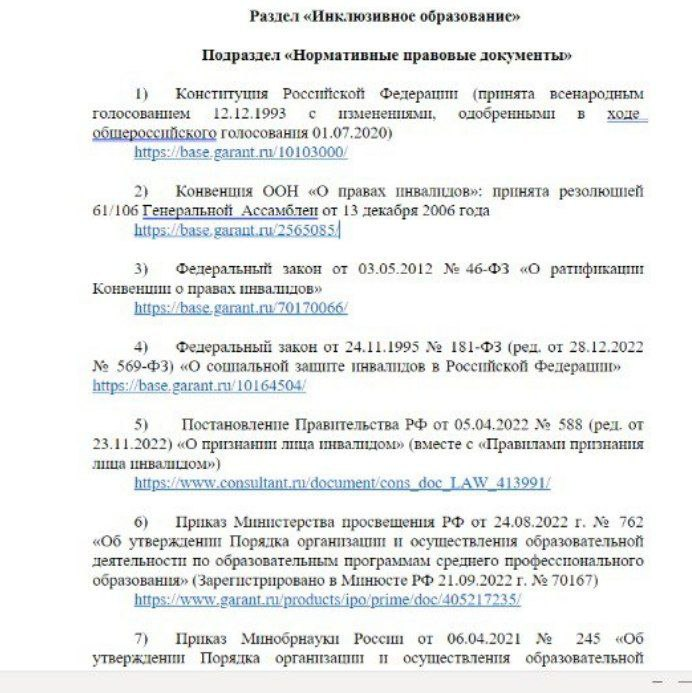 Раздел «Инклюзивное образование»
Подраздел «Нормативные правовые документы»
1) Конституция Российской Федерации (принята всенародным
голосованием 12.12.1993 с изменениями, одобренными в ходе
общероссийского голосования 01.07.2020)
https://base.garant.ru/10103000/
2) Конвенция ООН «О правах инвалидов»: принята резолюцией
61/106 Генеральной Ассамблеи от 13 декабря 2006 года
https://base.garant.ru/2565085/
3) Федеральный закон от 03.05.2012 № 46-ФЗ «О ратификации
Конвенции о правах инвалидов»
https://base.garant.ru/70170066/
4) Федеральный закон от 24.11.1995 № 181-ФЗ (ред. от 28.12.2022
№ 569-ФЗ) «О социальной защите инвалидов в Российской Федерации»
https://base.garant.ru/10164504/
5) Постановление Правительства РФ от 05.04.2022 № 588 (ред. от
23.11.2022) «О признании лица инвалидом» (вместе с «Правилами признания
лица инвалидом»)
https://www.consultant.ru/document/cons_doc_LAW_413991/
6) Приказ Министерства просвещения РФ от 24.08.2022 г. № 762
«Об утверждении Порядка организации и осуществления образовательной
деятельности по образовательным программам среднего профессионального
образования» (Зарегистрировано в Минюсте РФ 21.09.2022 г. № 70167)
https://www.garant.ru/products/ipo/prime/doc/405217235/
7) Приказ Минобрнауки России от 06.04.2021 № 245 «Об
утверждении Порядка организации и осуществления образовательной